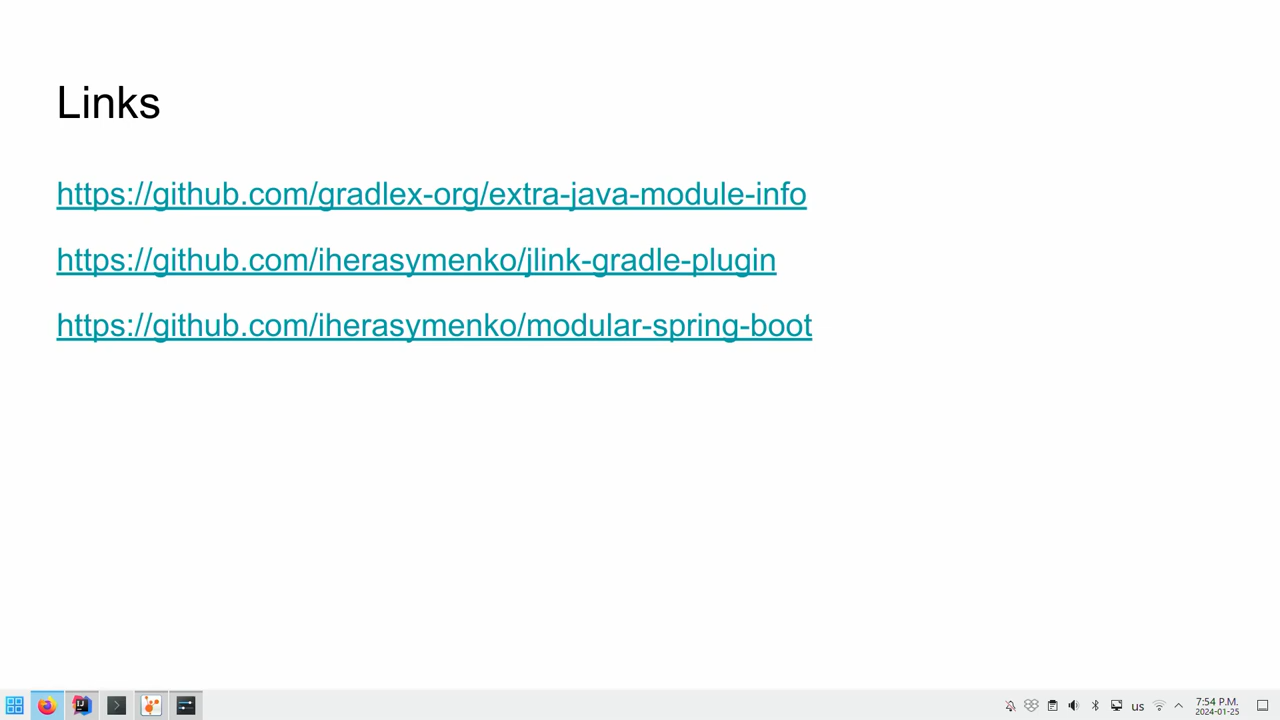 Links
https://github.com/gradlex-org/extra-java-module-info
https://github.com/iherasymenko/jlink-gradle-plugin
https://github.com/iherasymenko/modular-spring-boot
us
7:54 P.M.
2024-01-25